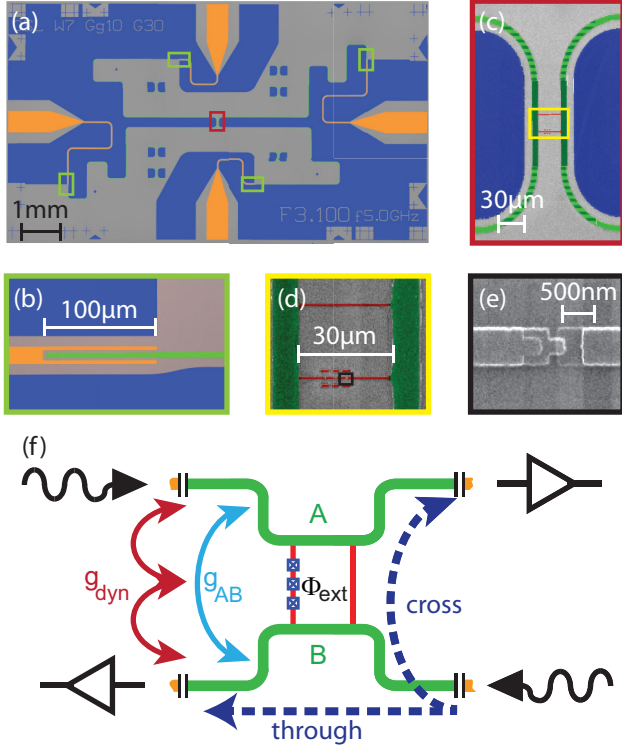 (a)
L W7 Gg10 G30
1mm
F3.100 f5.0GHz
(c)
30μm
(b)
100μm
(d)
30μm
(e)
500nm
(f)
A
g_dyn
g_AB
Φ_ext
cross
B
through